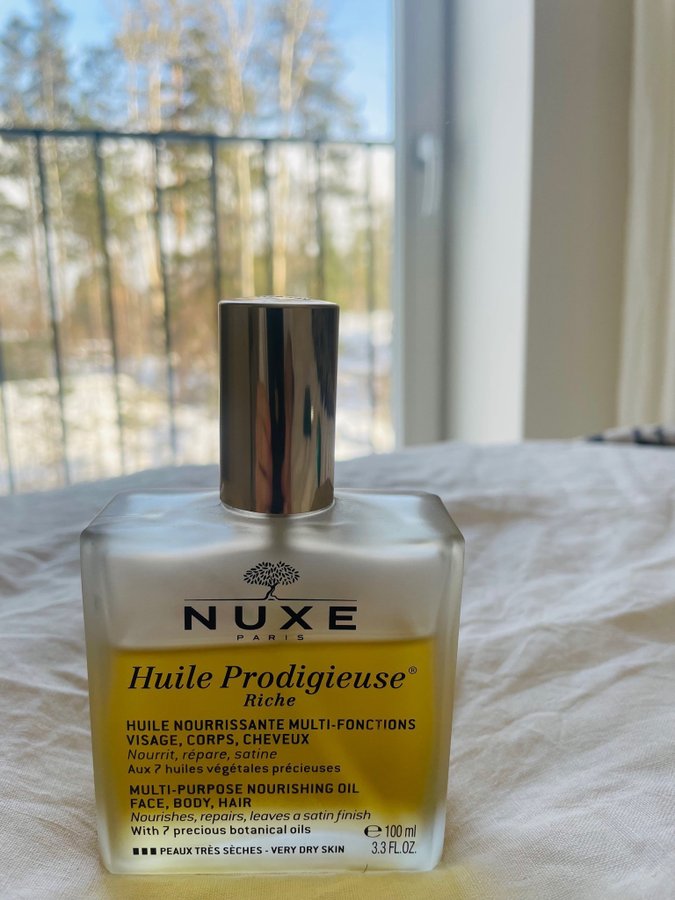 NUXE
PARIS
Huile Prodigieuse®
Riche
HUILE NOURRISSANTE MULTI-FONCTIONS
VISAGE, CORPS, CHEVEUX
Nourrit, répare, satine
Aux 7 huiles végétales précieuses
MULTI-PURPOSE NOURISHING OIL
FACE, BODY, HAIR
Nourishes, repairs, leaves a satin finish
With 7 precious botanical oils
℮ 100 ml
PEAUX TRÈS SÈCHES - VERY DRY SKIN
3.3 FL.OZ.